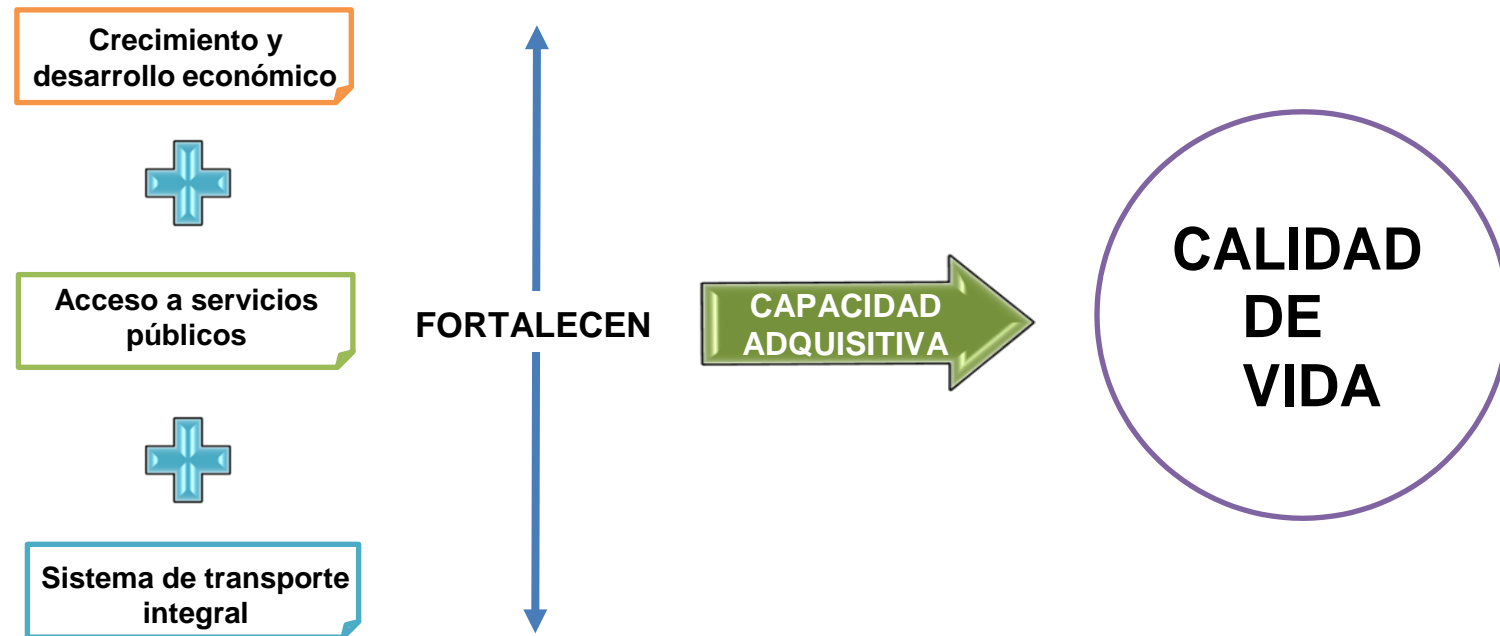 Crecimiento y
desarrollo económico
Acceso a servicios
públicos
Sistema de transporte
integral
FORTALECEN
CAPACIDAD
ADQUISITIVA
CALIDAD
DE
VIDA